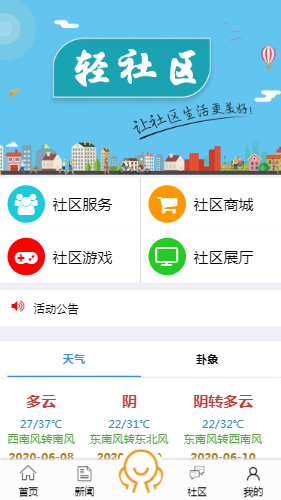 轻社区
让社区生活更美好!
社区服务
社区商城
社区游戏
社区展厅
活动公告
天气
卦象
多云
阴
阴转多云
27/37℃
22/31℃
22/32℃
西南风转南风
东南风转东北风
东南风转西南风
2020-06-08
2020-06-10
首页
新闻
社区
我的